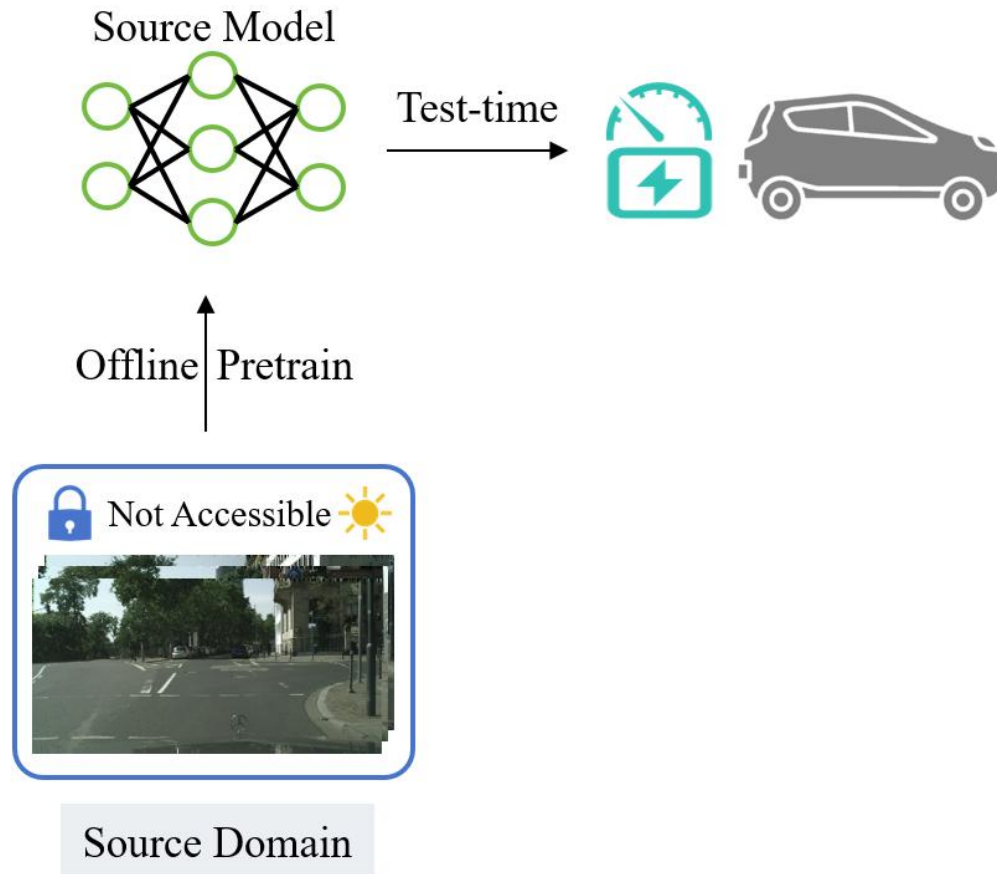 Source Model
Test-time
Offline Pretrain
Not Accessible
Source Domain